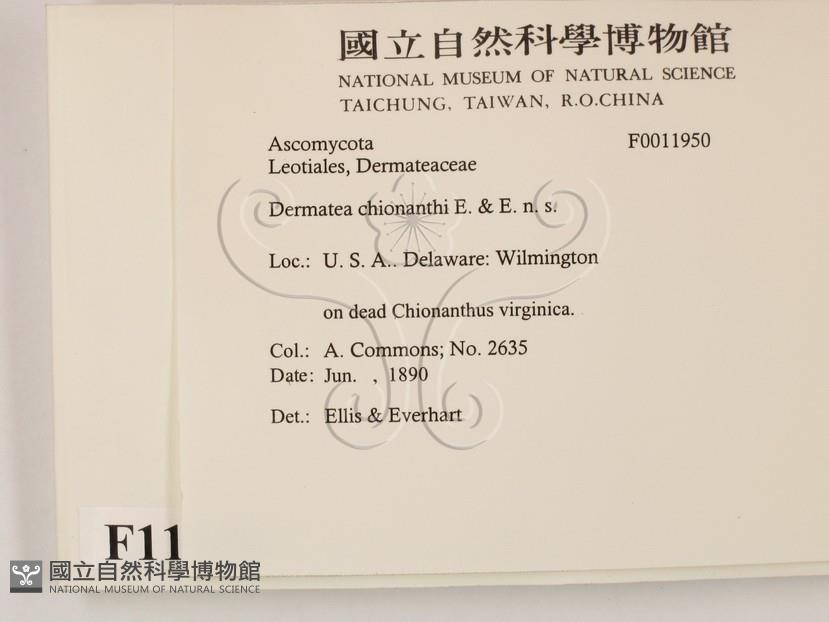 國立自然科學博物館
NATIONAL MUSEUM OF NATURAL SCIENCE
TAICHUNG, TAIWAN, R.O.CHINA
Ascomycota F0011950
Leotiales, Dermateaceae
Dermatea chionanthi E. & E. n. s.
Loc.: U. S. A.. Delaware: Wilmington
on dead Chionanthus virginica.
Col.: A. Commons; No. 2635
Date: Jun. , 1890
Det.: Ellis & Everhart
F11
國立自然科學博物館
NATIONAL MUSEUM OF NATURAL SCIENCE